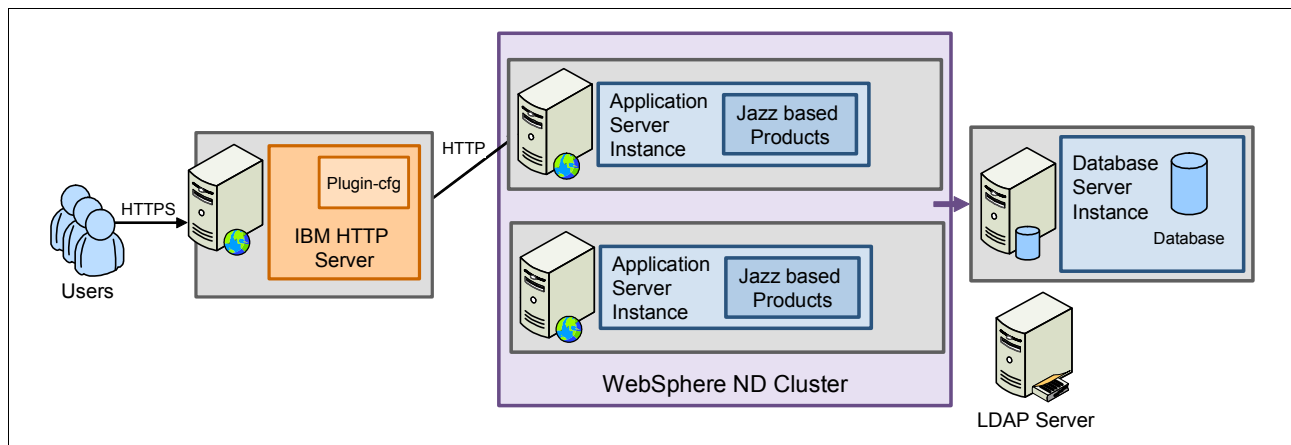 Users
HTTPS
Plugin-cfg
IBM HTTP
Server
HTTP
Application
Server
Instance
Jazz based
Products
Application
Server
Instance
Jazz based
Products
WebSphere ND Cluster
Database
Server
Instance
Database
LDAP Server